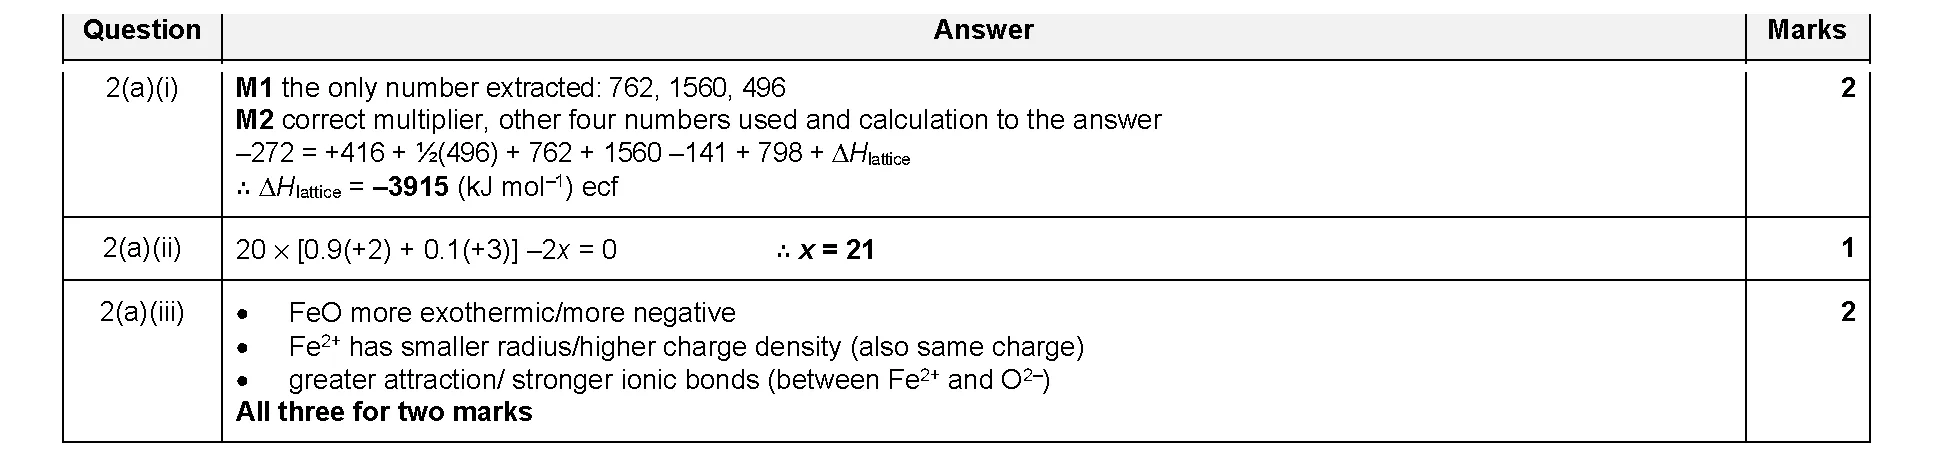 Question Answer Marks
2(a)(i) M1 the only number extracted: 762, 1560, 496 2
M2 correct multiplier, other four numbers used and calculation to the answer
–272 = +416 + ½(496) + 762 + 1560 –141 + 798 + ΔHlattice
∴ ΔHlattice = –3915 (kJ mol⁻¹) ecf
2(a)(ii) 20 × [0.9(+2) + 0.1(+3)] –2x = 0 ∴ x = 21 1
2(a)(iii) • FeO more exothermic/more negative 2
• Fe²⁺ has smaller radius/higher charge density (also same charge)
• greater attraction/ stronger ionic bonds (between Fe²⁺ and O²⁻)
All three for two marks